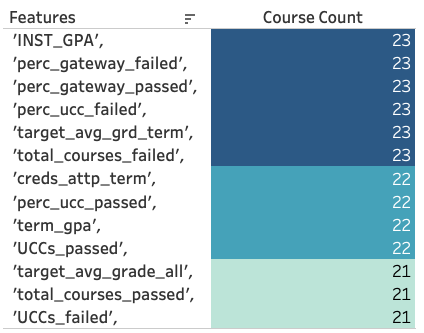 Features Course Count
'INST_GPA', 23
'perc_gateway_failed', 23
'perc_gateway_passed', 23
'perc_ucc_failed', 23
'target_avg_grd_term', 23
'total_courses_failed', 23
'creds_attp_term', 22
'perc_ucc_passed', 22
'term_gpa', 22
'UCCs_passed', 22
'target_avg_grade_all', 21
'total_courses_passed', 21
'UCCs_failed', 21